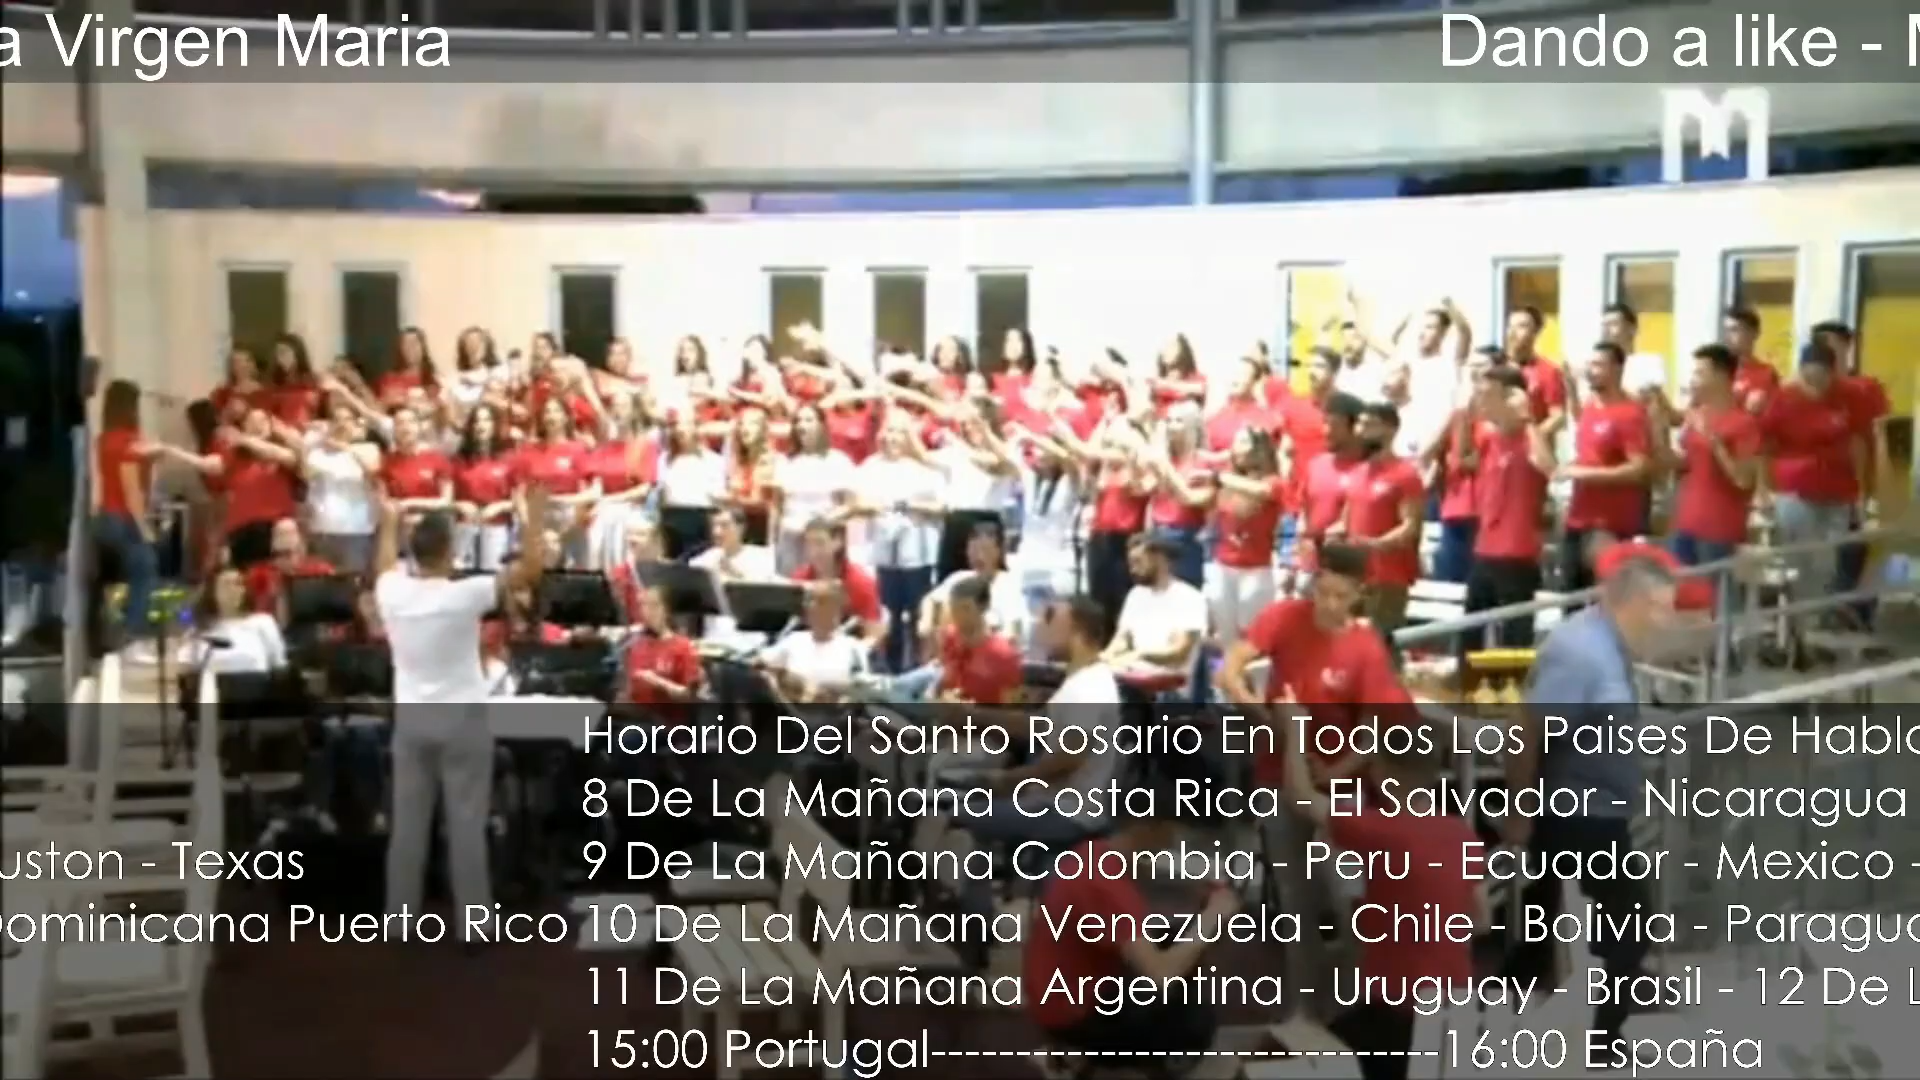 a Virgen Maria
Dando a like -
M
Horario Del Santo Rosario En Todos Los Paises De Habl
8 De La Mañana Costa Rica - El Salvador - Nicaragua
uston - Texas
9 De La Mañana Colombia - Peru - Ecuador - Mexico -
ominicana Puerto Rico
10 De La Mañana Venezuela - Chile - Bolivia - Paragu
11 De La Mañana Argentina - Uruguay - Brasil - 12 De L
15:00 Portugal------------------------------16:00 España